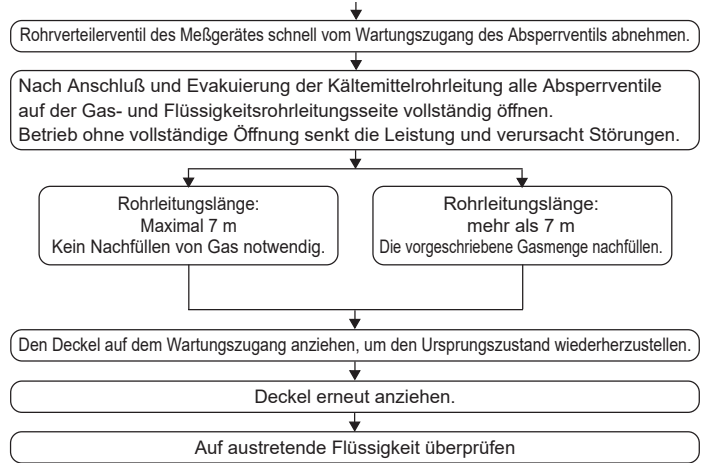 Rohrverteilerventil des Meßgerätes schnell vom Wartungszugang des Absperrventils abnehmen.
Nach Anschluß und Evakuierung der Kältemittelrohrleitung alle Absperrventile
auf der Gas- und Flüssigkeitsrohrleitungsseite vollständig öffnen.
Betrieb ohne vollständige Öffnung senkt die Leistung und verursacht Störungen.
Rohrleitungslänge:
Maximal 7 m
Kein Nachfüllen von Gas notwendig.
Rohrleitungslänge:
mehr als 7 m
Die vorgeschriebene Gasmenge nachfüllen.
Den Deckel auf dem Wartungszugang anziehen, um den Ursprungszustand wiederherzustellen.
Deckel erneut anziehen.
Auf austretende Flüssigkeit überprüfen